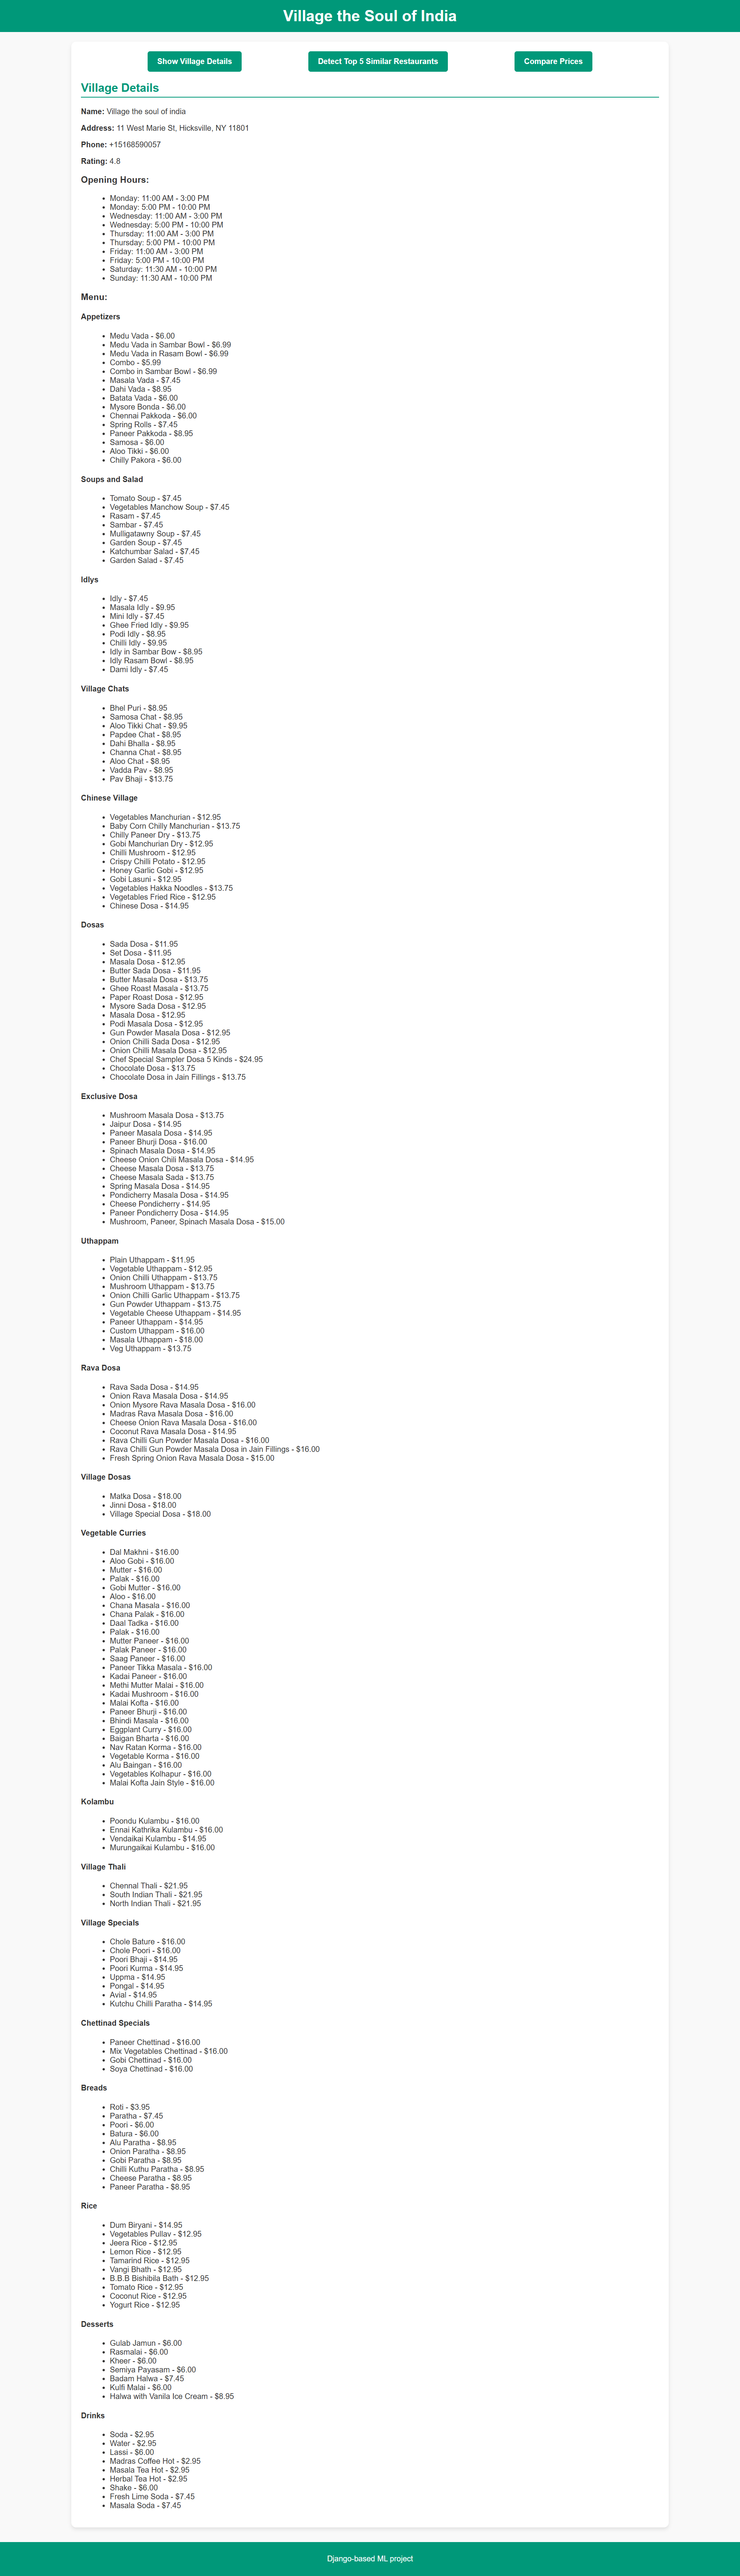 Village the Soul of India
Show Village Details
Detect Top 5 Similar Restaurants
Compare Prices
Village Details
Name: Village the soul of india
Address: 11 West Marie St, Hicksville, NY 11801
Phone: +15168590057
Rating: 4.8
Opening Hours:
Monday: 11:00 AM - 3:00 PM
Monday: 5:00 PM - 10:00 PM
Wednesday: 11:00 AM - 3:00 PM
Wednesday: 5:00 PM - 10:00 PM
Thursday: 11:00 AM - 3:00 PM
Thursday: 5:00 PM - 10:00 PM
Friday: 11:00 AM - 3:00 PM
Friday: 5:00 PM - 10:00 PM
Saturday: 11:30 AM - 10:00 PM
Sunday: 11:30 AM - 10:00 PM
Menu:
Appetizers
Medu Vada - $6.00
Medu Vada in Sambar Bowl - $6.99
Medu Vada in Rasam Bowl - $6.99
Combo - $5.99
Combo in Sambar Bowl - $6.99
Masala Vada - $7.45
Dahi Vada - $8.95
Batata Vada - $6.00
Mysore Bonda - $6.00
Chennai Pakkoda - $6.00
Spring Rolls - $7.45
Paneer Pakkoda - $8.95
Samosa - $6.00
Aloo Tikki - $6.00
Chilly Pakora - $6.00
Soups and Salad
Tomato Soup - $7.45
Vegetables Manchow Soup - $7.45
Rasam - $7.45
Sambar - $7.45
Mulligatawny Soup - $7.45
Garden Soup - $7.45
Katchumbar Salad - $7.45
Garden Salad - $7.45
Idlys
Idly - $7.45
Masala Idly - $9.95
Mini Idly - $7.45
Ghee Fried Idly - $9.95
Podi Idly - $8.95
Chilli Idly - $9.95
Idly in Sambar Bow - $8.95
Idly Rasam Bowl - $8.95
Dami Idly - $7.45
Village Chats
Bhel Puri - $8.95
Samosa Chat - $8.95
Aloo Tikki Chat - $9.95
Papdee Chat - $8.95
Dahi Bhalla - $8.95
Channa Chat - $8.95
Aloo Chat - $8.95
Vadda Pav - $8.95
Pav Bhaji - $13.75
Chinese Village
Vegetables Manchurian - $12.95
Baby Corn Chilly Manchurian - $13.75
Chilly Paneer Dry - $13.75
Gobi Manchurian Dry - $12.95
Chilli Mushroom - $12.95
Crispy Chilli Potato - $12.95
Honey Garlic Gobi - $12.95
Gobi Lasuni - $12.95
Vegetables Hakka Noodles - $13.75
Vegetables Fried Rice - $12.95
Chinese Dosa - $14.95
Dosas
Sada Dosa - $11.95
Set Dosa - $11.95
Masala Dosa - $12.95
Butter Sada Dosa - $11.95
Butter Masala Dosa - $13.75
Ghee Roast Masala - $13.75
Paper Roast Dosa - $12.95
Mysore Sada Dosa - $12.95
Masala Dosa - $12.95
Podi Masala Dosa - $12.95
Gun Powder Masala Dosa - $12.95
Onion Chilli Sada Dosa - $12.95
Onion Chilli Masala Dosa - $12.95
Chef Special Sampler Dosa 5 Kinds - $24.95
Chocolate Dosa - $13.75
Chocolate Dosa in Jain Fillings - $13.75
Exclusive Dosa
Mushroom Masala Dosa - $13.75
Jaipur Dosa - $14.95
Paneer Masala Dosa - $14.95
Paneer Bhurji Dosa - $16.00
Spinach Masala Dosa - $14.95
Cheese Onion Chili Masala Dosa - $14.95
Cheese Masala Dosa - $13.75
Cheese Masala Sada - $13.75
Spring Masala Dosa - $14.95
Pondicherry Masala Dosa - $14.95
Cheese Pondicherry - $14.95
Paneer Pondicherry Dosa - $14.95
Mushroom, Paneer, Spinach Masala Dosa - $15.00
Uthappam
Plain Uthappam - $11.95
Vegetable Uthappam - $12.95
Onion Chilli Uthappam - $13.75
Mushroom Uthappam - $13.75
Onion Chilli Garlic Uthappam - $13.75
Gun Powder Uthappam - $13.75
Vegetable Cheese Uthappam - $14.95
Paneer Uthappam - $14.95
Custom Uthappam - $16.00
Masala Uthappam - $18.00
Veg Uthappam - $13.75
Rava Dosa
Rava Sada Dosa - $14.95
Onion Rava Masala Dosa - $14.95
Onion Mysore Rava Masala Dosa - $16.00
Madras Rava Masala Dosa - $16.00
Cheese Onion Rava Masala Dosa - $16.00
Coconut Rava Masala Dosa - $14.95
Rava Chilli Gun Powder Masala Dosa - $16.00
Rava Chilli Gun Powder Masala Dosa in Jain Fillings - $16.00
Fresh Spring Onion Rava Masala Dosa - $15.00
Village Dosas
Matka Dosa - $18.00
Jinni Dosa - $18.00
Village Special Dosa - $18.00
Vegetable Curries
Dal Makhni - $16.00
Aloo Gobi - $16.00
Mutter - $16.00
Palak - $16.00
Gobi Mutter - $16.00
Aloo - $16.00
Chana Masala - $16.00
Chana Palak - $16.00
Daal Tadka - $16.00
Palak - $16.00
Mutter Paneer - $16.00
Palak Paneer - $16.00
Saag Paneer - $16.00
Paneer Tikka Masala - $16.00
Kadai Paneer - $16.00
Methi Mutter Malai - $16.00
Kadai Mushroom - $16.00
Malai Kofta - $16.00
Paneer Bhurji - $16.00
Bhindi Masala - $16.00
Eggplant Curry - $16.00
Baigan Bharta - $16.00
Nav Ratan Korma - $16.00
Vegetable Korma - $16.00
Alu Baingan - $16.00
Vegetables Kolhapur - $16.00
Malai Kofta Jain Style - $16.00
Kolambu
Poondu Kulambu - $16.00
Ennai Kathrika Kulambu - $16.00
Vendaikai Kulambu - $14.95
Murungaikai Kulambu - $16.00
Village Thali
Chennal Thali - $21.95
South Indian Thali - $21.95
North Indian Thali - $21.95
Village Specials
Chole Bature - $16.00
Chole Poori - $16.00
Poori Bhaji - $14.95
Poori Kurma - $14.95
Uppma - $14.95
Pongal - $14.95
Avial - $14.95
Kutchu Chilli Paratha - $14.95
Chettinad Specials
Paneer Chettinad - $16.00
Mix Vegetables Chettinad - $16.00
Gobi Chettinad - $16.00
Soya Chettinad - $16.00
Breads
Roti - $3.95
Paratha - $7.45
Poori - $6.00
Batura - $6.00
Alu Paratha - $8.95
Onion Paratha - $8.95
Gobi Paratha - $8.95
Chilli Kuthu Paratha - $8.95
Cheese Paratha - $8.95
Paneer Paratha - $8.95
Rice
Dum Biryani - $14.95
Vegetables Pullav - $12.95
Jeera Rice - $12.95
Lemon Rice - $12.95
Tamarind Rice - $12.95
Vangi Bhath - $12.95
B.B.B Bishibila Bath - $12.95
Tomato Rice - $12.95
Coconut Rice - $12.95
Yogurt Rice - $12.95
Desserts
Gulab Jamun - $6.00
Rasmalai - $6.00
Kheer - $6.00
Semiya Payasam - $6.00
Badam Halwa - $7.45
Kulfi Malai - $6.00
Halwa with Vanila Ice Cream - $8.95
Drinks
Soda - $2.95
Water - $2.95
Lassi - $6.00
Madras Coffee Hot - $2.95
Masala Tea Hot - $2.95
Herbal Tea Hot - $2.95
Shake - $6.00
Fresh Lime Soda - $7.45
Masala Soda - $7.45
Django-based ML project